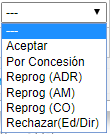 ---
---
Aceptar
Por Concesión
Reprog (ADR)
Reprog (AM)
Reprog (CO)
Rechazar(Ed/Dir)